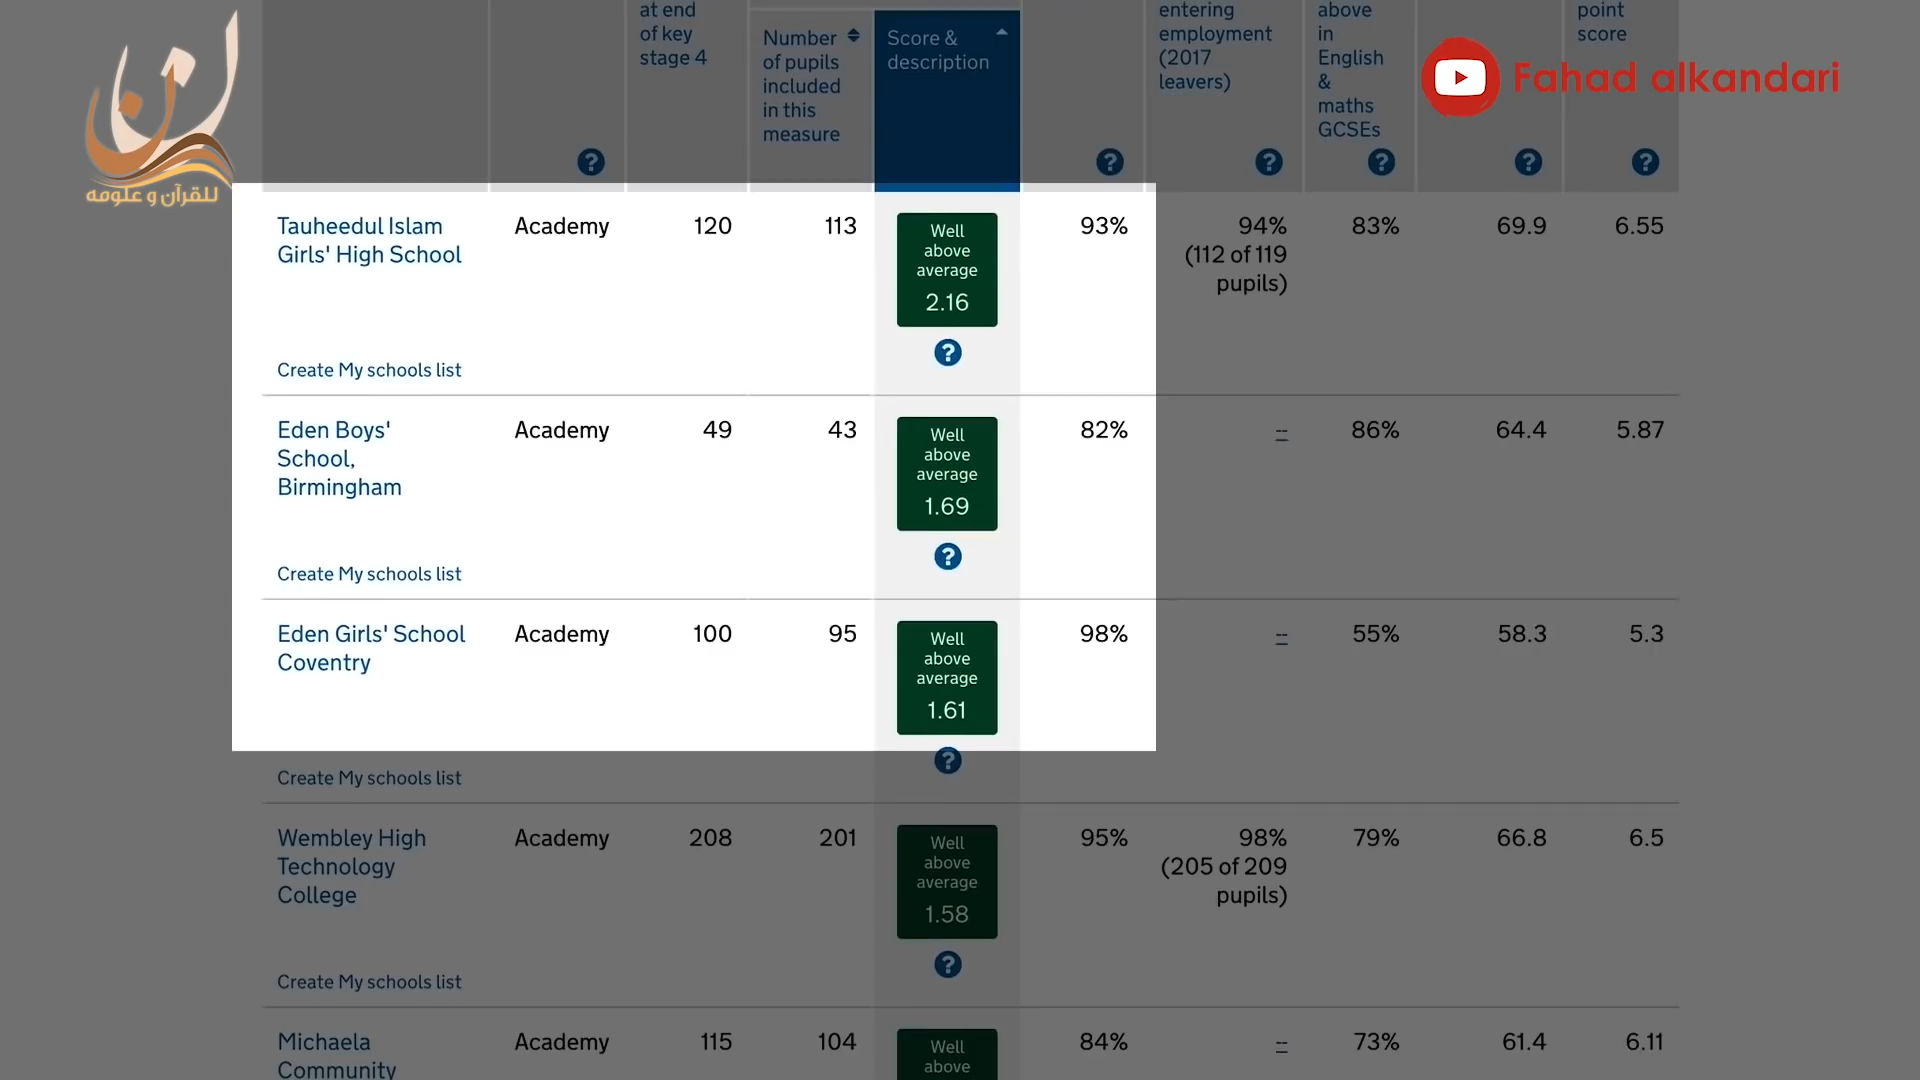 at end
of key
stage 4
Number
of pupils
included
in this
measure
Score &
description
entering
employment
(2017
leavers)
above
in
English
&
maths
GCSEs
point
score
Fahad alkandari
ن
للقرآن و علومه
? ? ? ? ? ?
Tauheedul Islam
Girls' High School
Academy
120
113
Well
above
average
2.16
?
93%
94%
(112 of 119
pupils)
83%
69.9
6.55
Create My schools list
Eden Boys'
School,
Birmingham
Academy
49
43
Well
above
average
1.69
?
82%
--
86%
64.4
5.87
Create My schools list
Eden Girls' School
Coventry
Academy
100
95
Well
above
average
1.61
?
98%
--
55%
58.3
5.3
Create My schools list
Wembley High
Technology
College
Academy
208
201
Well
above
average
1.58
?
95%
98%
(205 of 209
pupils)
79%
66.8
6.5
Create My schools list
Michaela
Community
Academy
115
104
Well
above
84%
--
73%
61.4
6.11